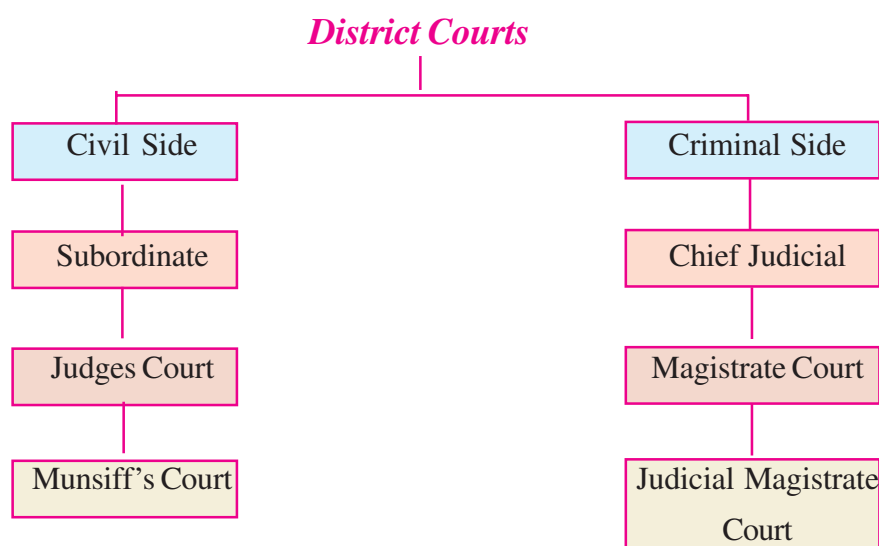 District Courts
Civil Side
Criminal Side
Subordinate
Chief Judicial
Judges Court
Magistrate Court
Munsiff’s Court
Judicial Magistrate
Court